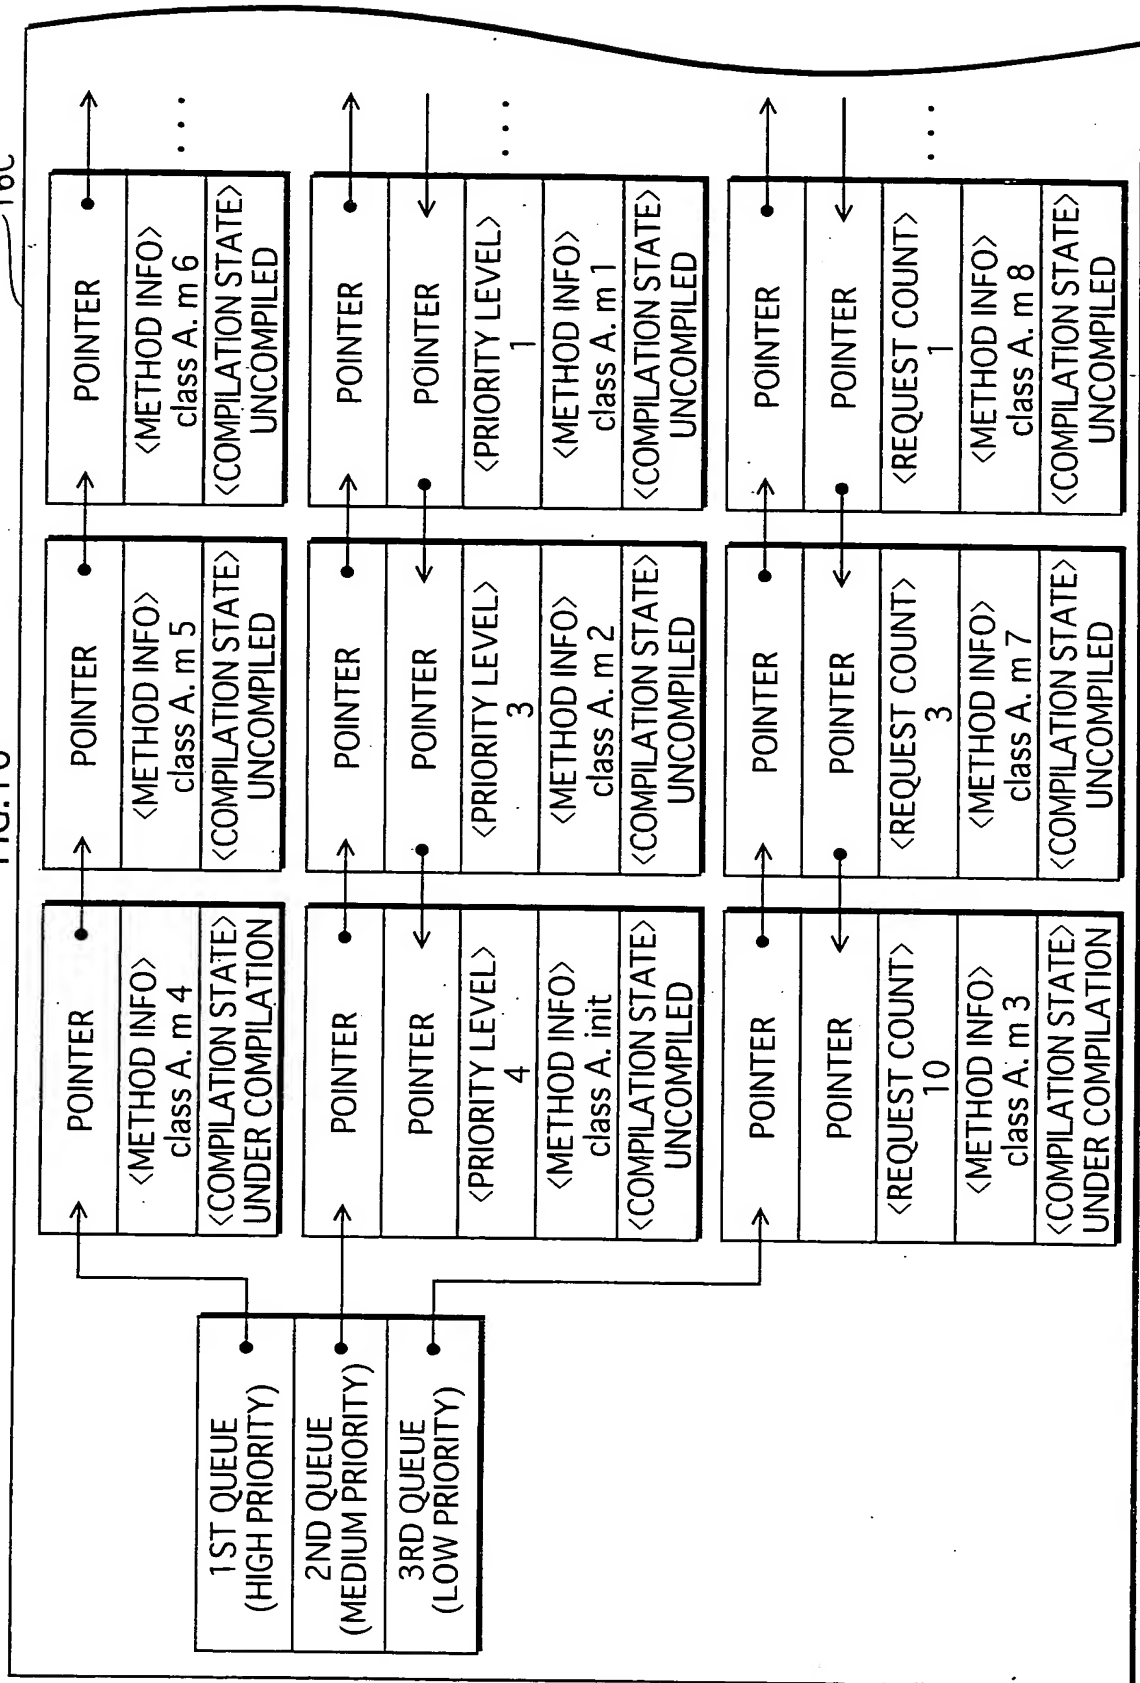 FIG.10
16C
1ST QUEUE
(HIGH PRIORITY)
2ND QUEUE
(MEDIUM PRIORITY)
3RD QUEUE
(LOW PRIORITY)
POINTER
<METHOD INFO>
class A. m 4
<COMPILATION STATE>
UNDER COMPILATION
POINTER
<METHOD INFO>
class A. m 5
<COMPILATION STATE>
UNCOMPILED
POINTER
<METHOD INFO>
class A. m 6
<COMPILATION STATE>
UNCOMPILED
...
POINTER
POINTER
<PRIORITY LEVEL>
4
<METHOD INFO>
class A. init
<COMPILATION STATE>
UNCOMPILED
POINTER
POINTER
<PRIORITY LEVEL>
3
<METHOD INFO>
class A. m 2
<COMPILATION STATE>
UNCOMPILED
POINTER
POINTER
<PRIORITY LEVEL>
1
<METHOD INFO>
class A. m 1
<COMPILATION STATE>
UNCOMPILED
...
POINTER
POINTER
<REQUEST COUNT>
10
<METHOD INFO>
class A. m 3
<COMPILATION STATE>
UNDER COMPILATION
POINTER
POINTER
<REQUEST COUNT>
3
<METHOD INFO>
class A. m 7
<COMPILATION STATE>
UNCOMPILED
POINTER
POINTER
<REQUEST COUNT>
1
<METHOD INFO>
class A. m 8
<COMPILATION STATE>
UNCOMPILED
...